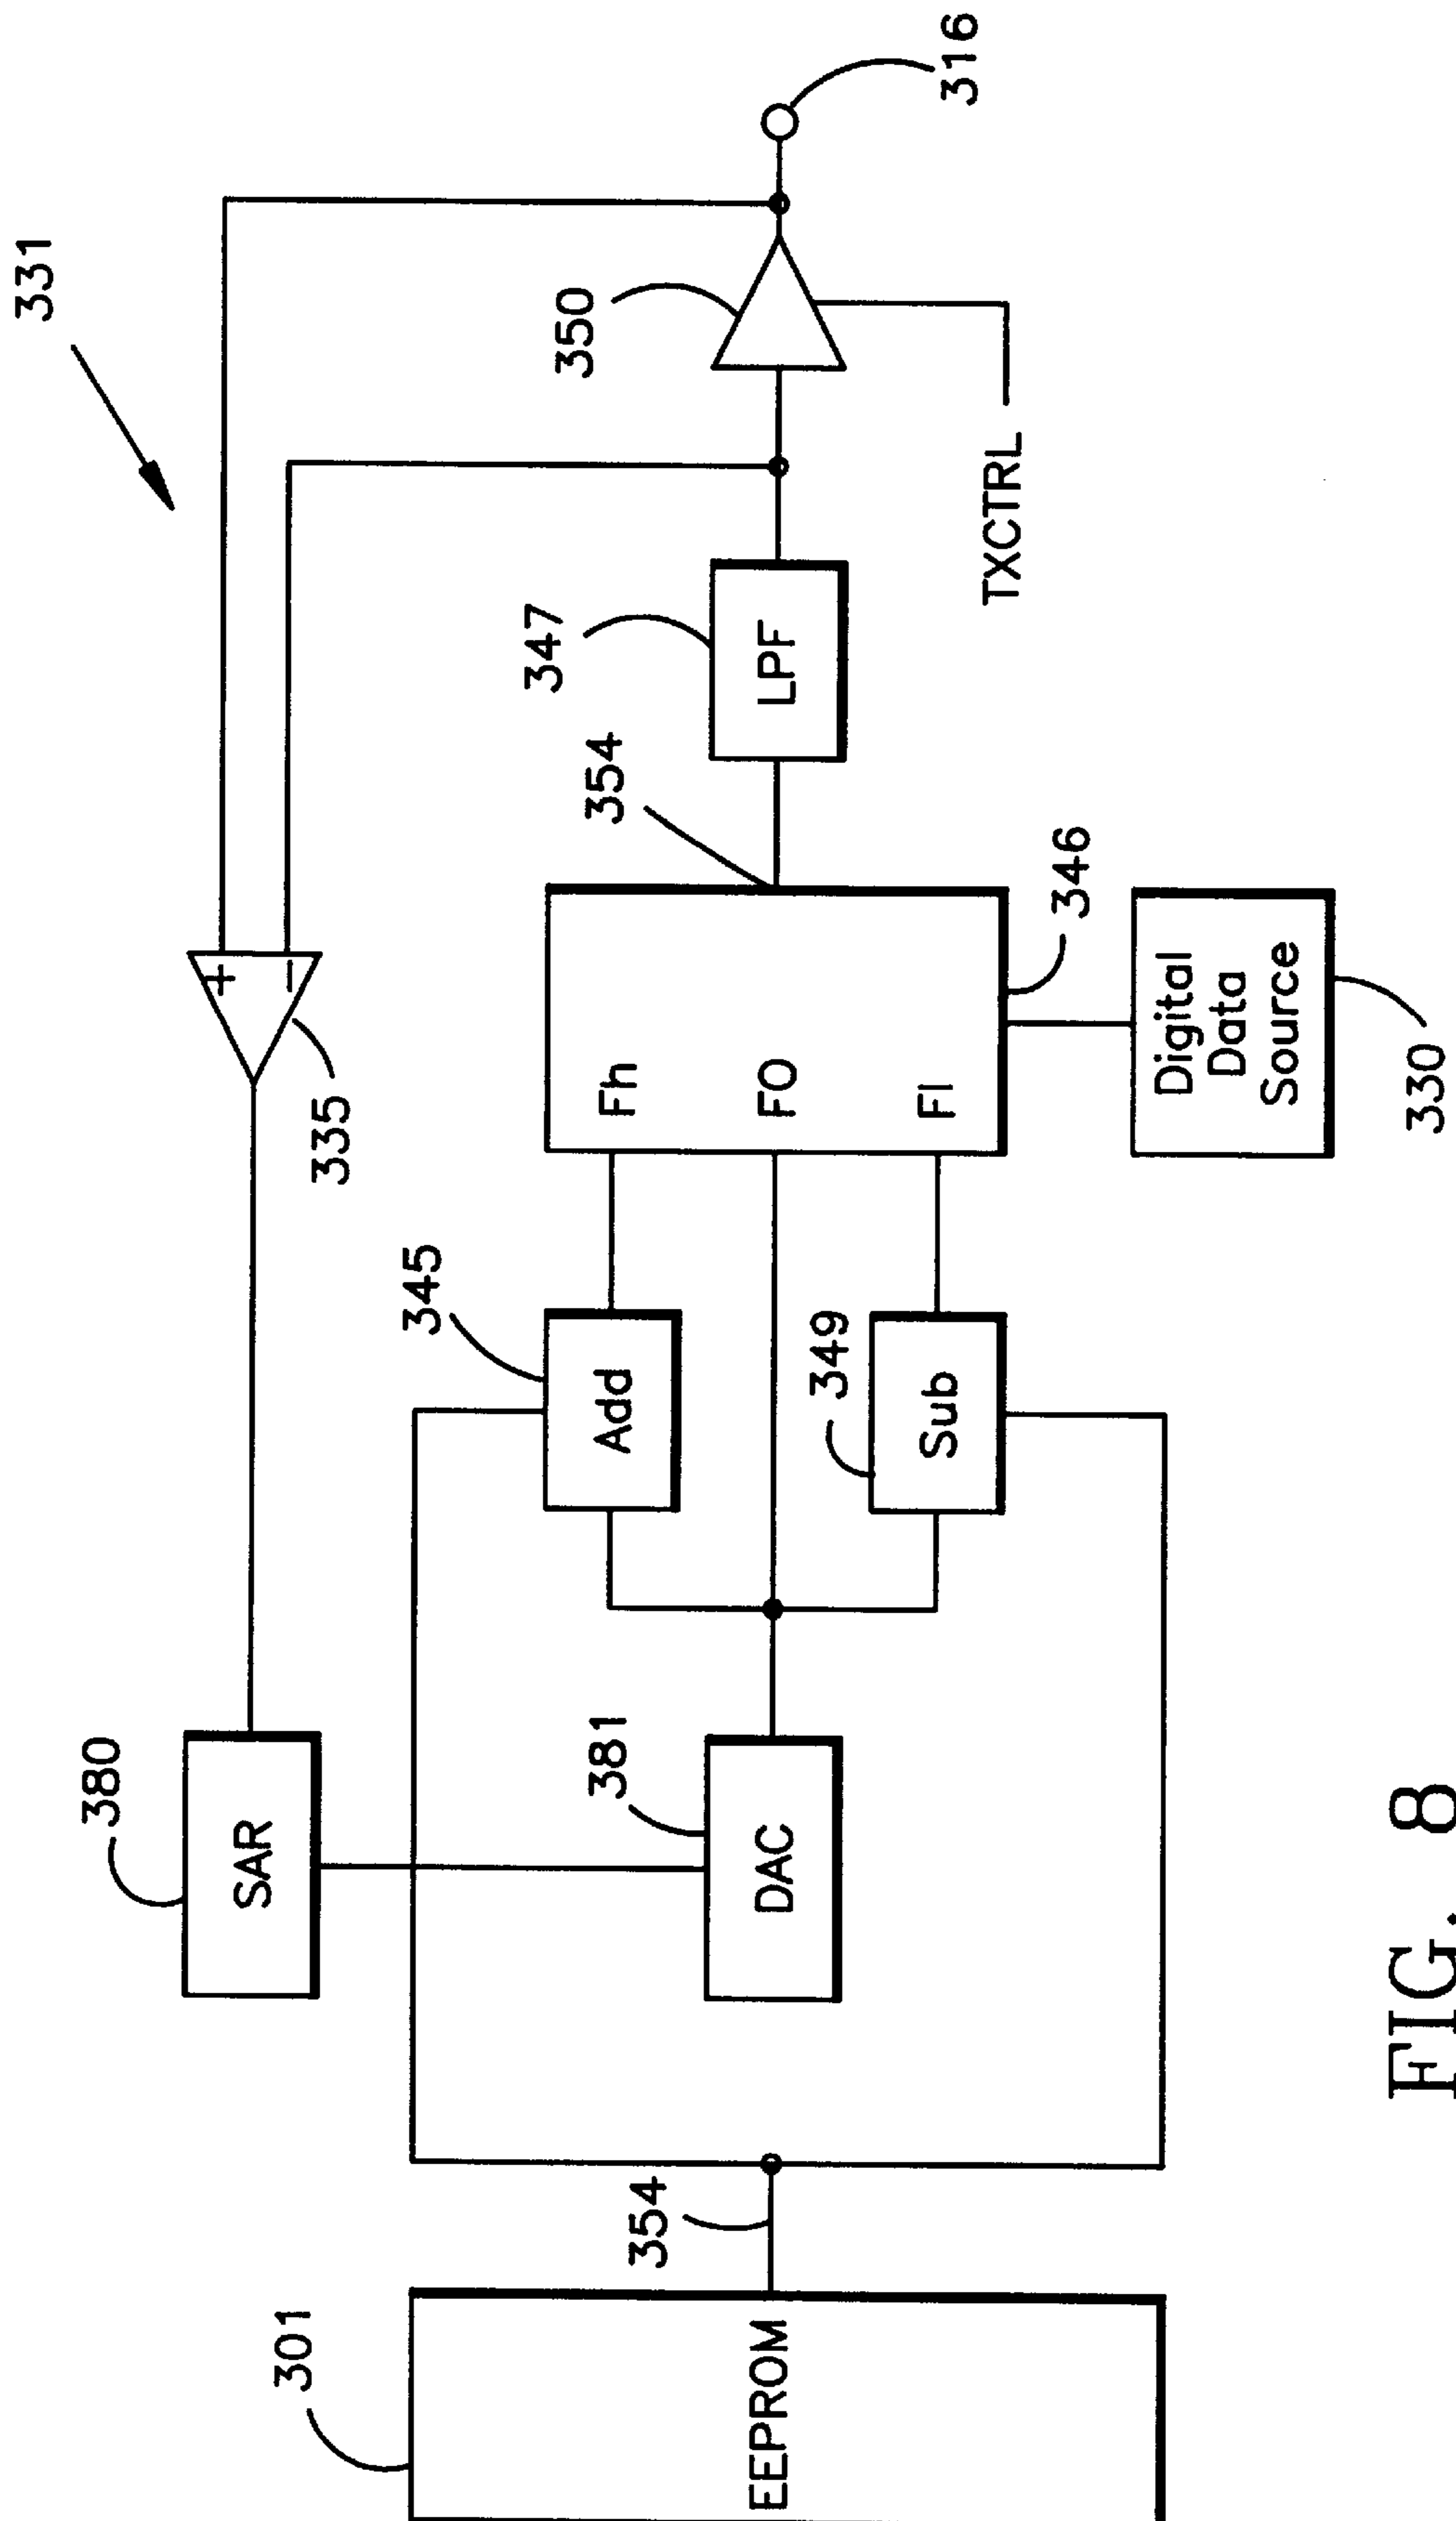 331
316
350
TXCTRL
347
LPF
354
335
Fh
FO
Fl
346
Digital
Data
Source
330
345
Add
349
Sub
380
SAR
381
DAC
354
301
EEPROM
+
−
FIG. 8